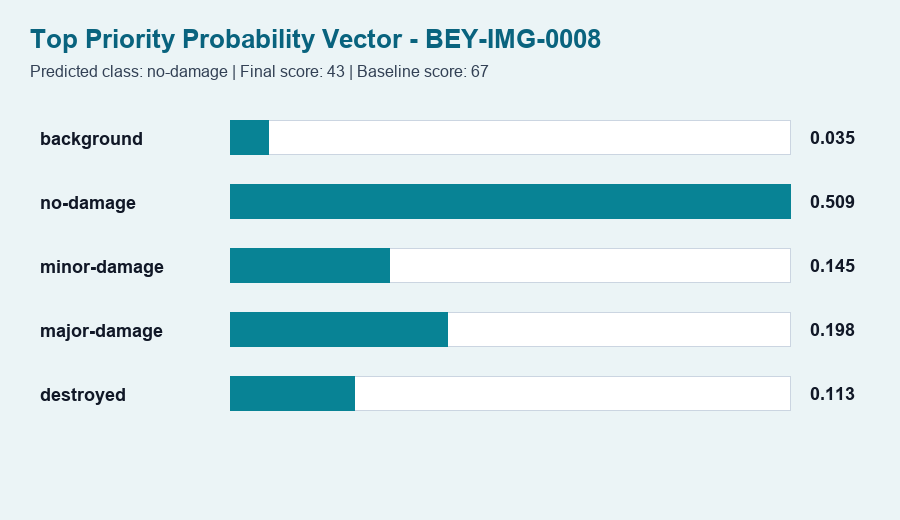 Top Priority Probability Vector - BEY-IMG-0008
Predicted class: no-damage | Final score: 43 | Baseline score: 67
background 0.035
no-damage 0.509
minor-damage 0.145
major-damage 0.198
destroyed 0.113